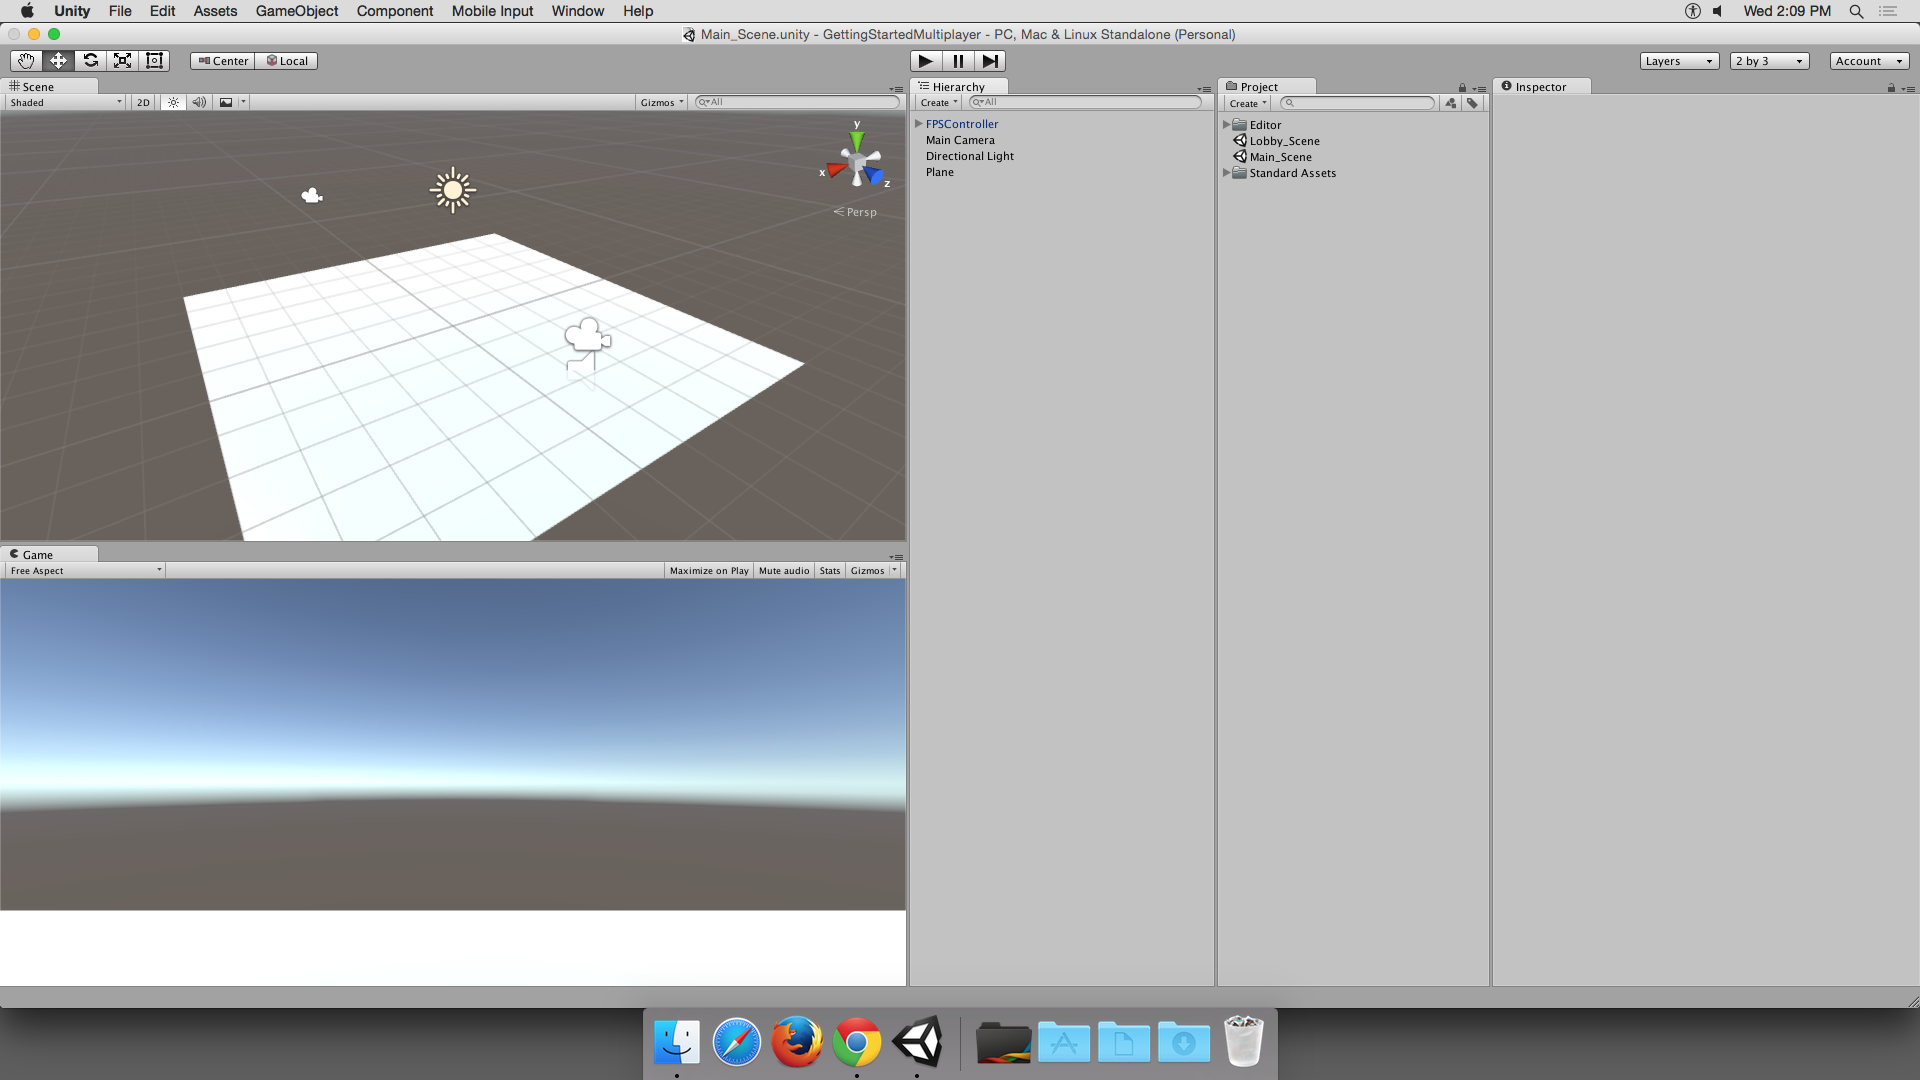 Unity File Edit Assets GameObject Component Mobile Input Window Help Wed 2:09 PM
Main_Scene.unity - GettingStartedMultiplayer - PC, Mac & Linux Standalone (Personal)
Center Local Layers 2 by 3 Account
Scene
Shaded 2D Gizmos All
y
x
z
Persp
Game
Free Aspect Maximize on Play Mute audio Stats Gizmos
Hierarchy
Create All
FPSController
Main Camera
Directional Light
Plane
Project
Create
Editor
Lobby_Scene
Main_Scene
Standard Assets
Inspector